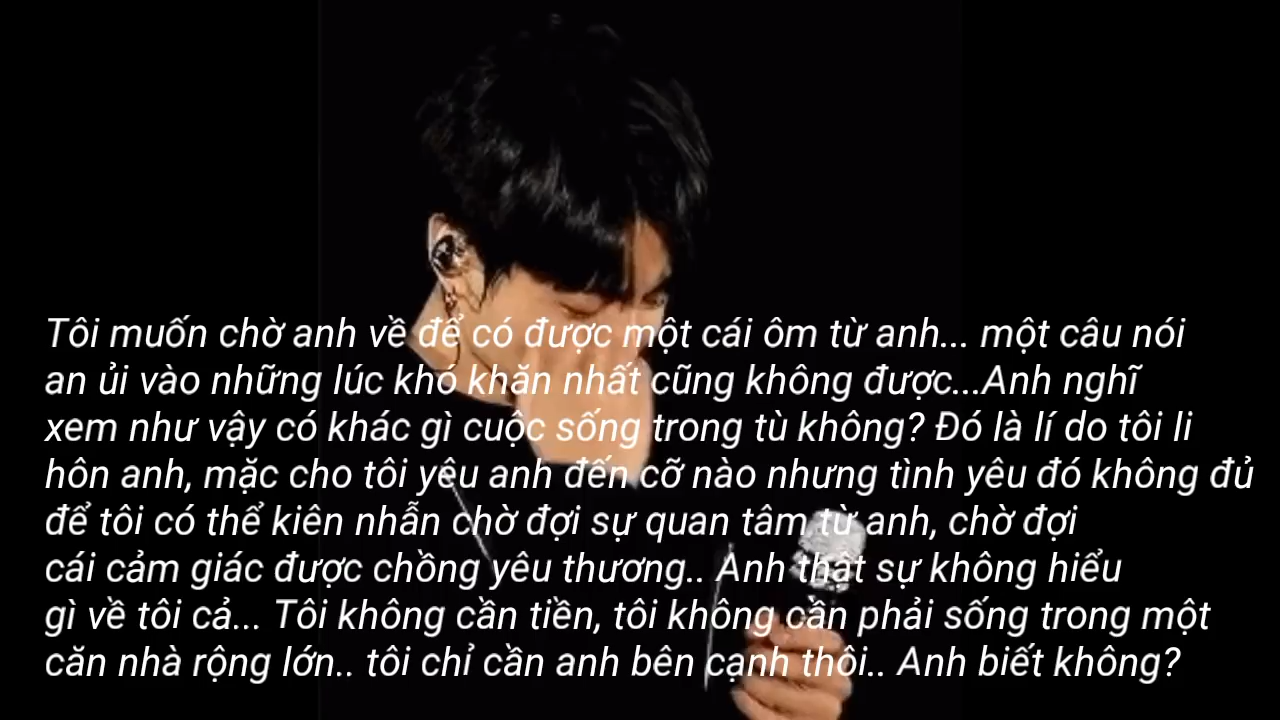 Tôi muốn chờ anh về để có được một cái ôm từ anh... một câu nói
an ủi vào những lúc khó khăn nhất cũng không được...Anh nghĩ
xem như vậy có khác gì cuộc sống trong tù không? Đó là lí do tôi li
hôn anh, mặc cho tôi yêu anh đến cỡ nào nhưng tình yêu đó không đủ
để tôi có thể kiên nhẫn chờ đợi sự quan tâm từ anh, chờ đợi
cái cảm giác được chồng yêu thương.. Anh thật sự không hiểu
gì về tôi cả... Tôi không cần tiền, tôi không cần phải sống trong một
căn nhà rộng lớn.. tôi chỉ cần anh bên cạnh thôi.. Anh biết không?